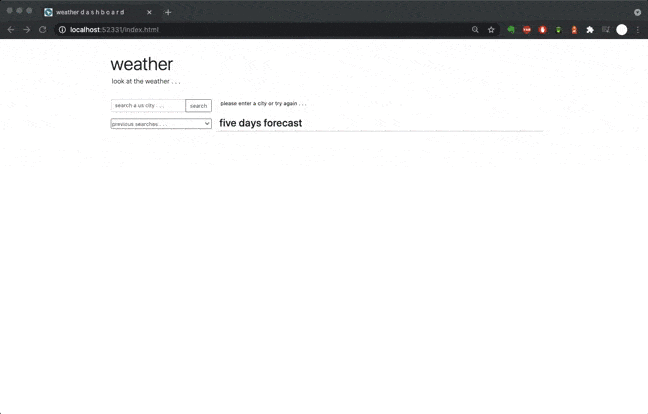 weather d a s h b o a r d
localhost:52331/index.html
weather
look at the weather . . .
search a us city . . .
search
please enter a city or try again . . .
previous searches . . .
five days forecast